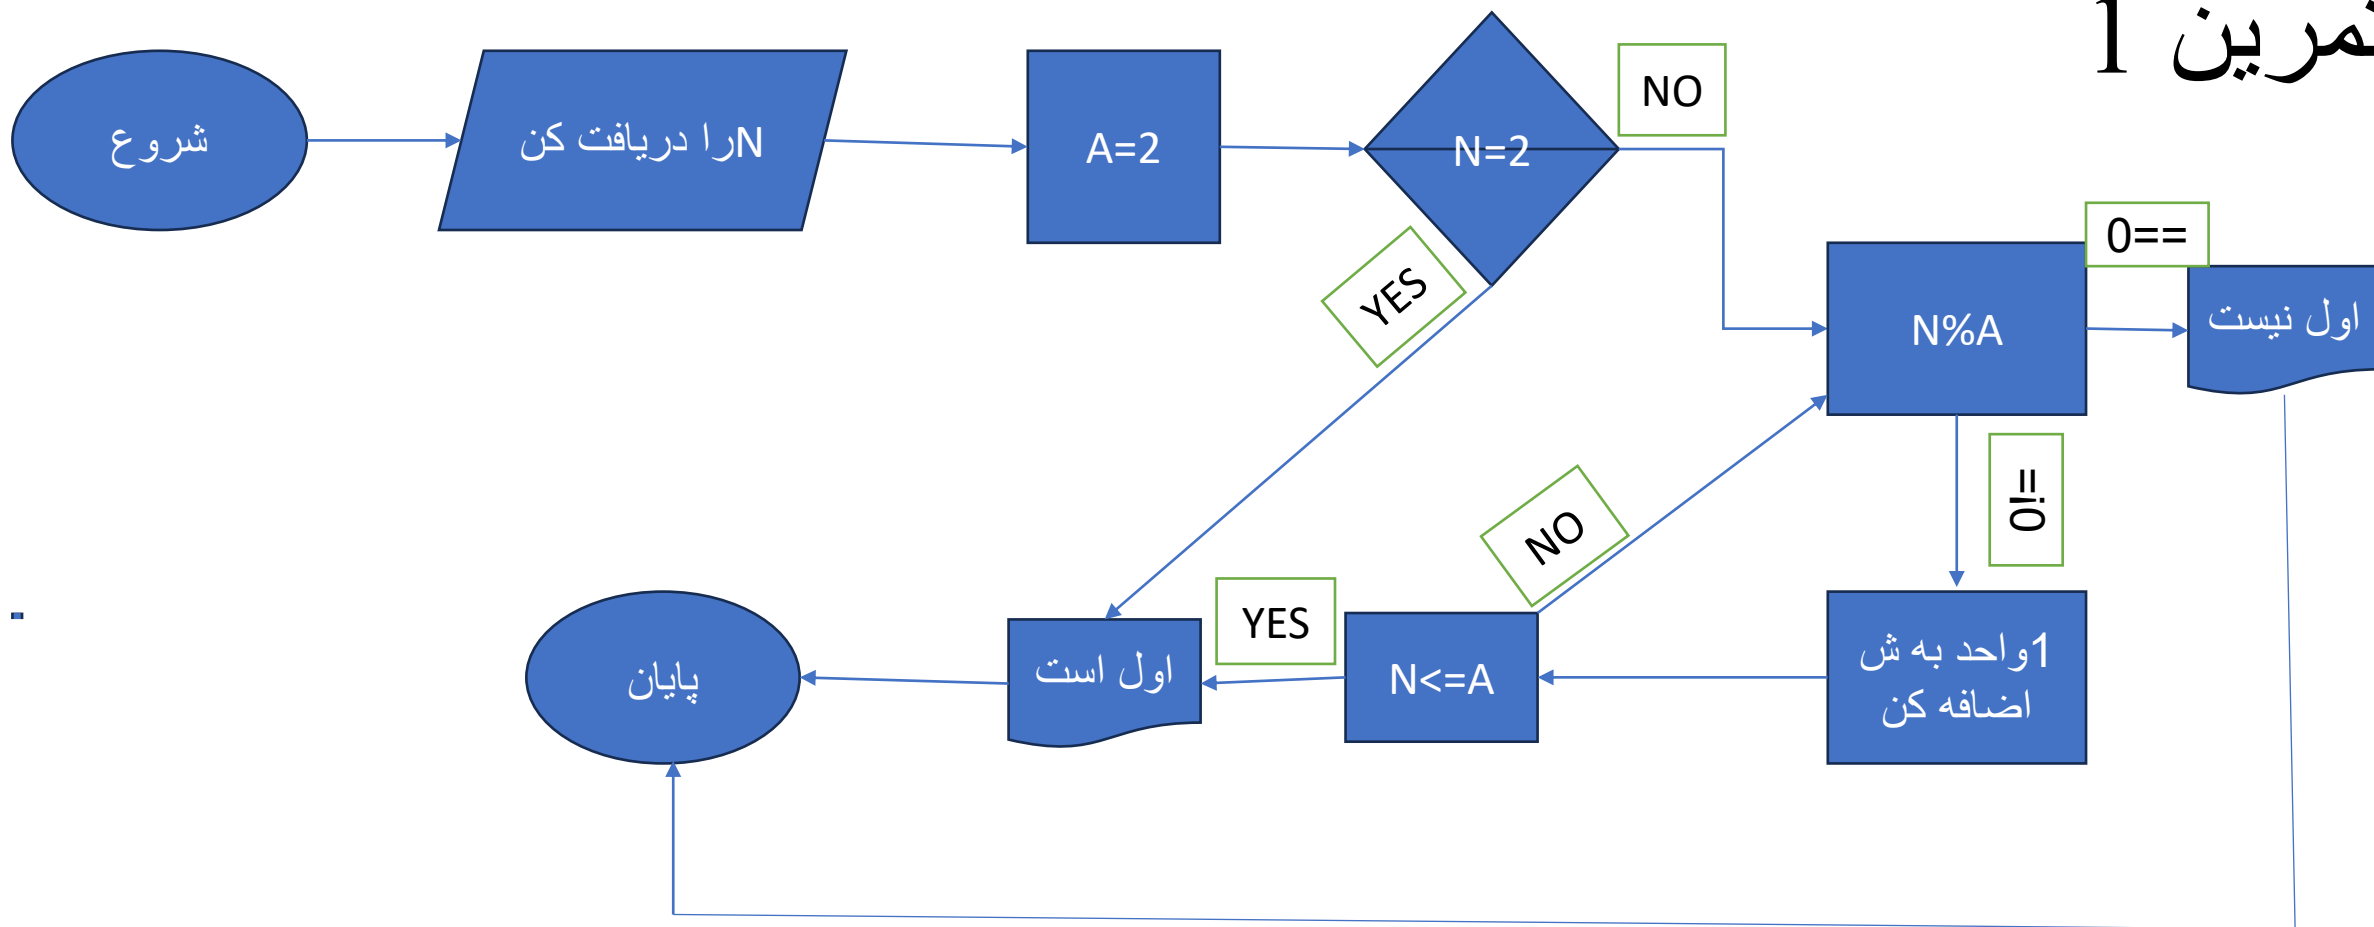 تمرین 1
شروع
Nرا دریافت کن
A=2
N=2
NO
YES
N%A
0==
اول نیست
=!0
1واحد به ش
اضافه کن
N<=A
NO
YES
اول است
پایان